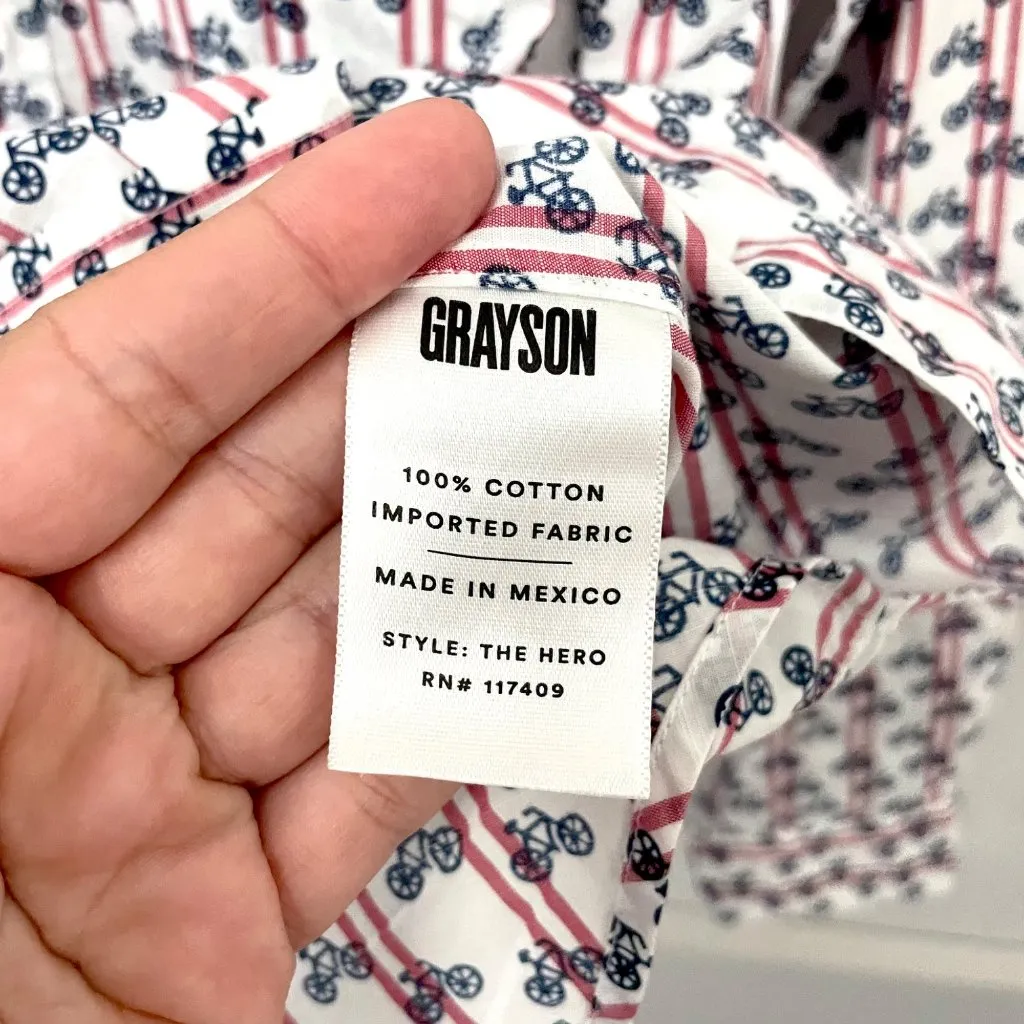 GRAYSON
100% COTTON
IMPORTED FABRIC
MADE IN MEXICO
STYLE: THE HERO
RN# 117409